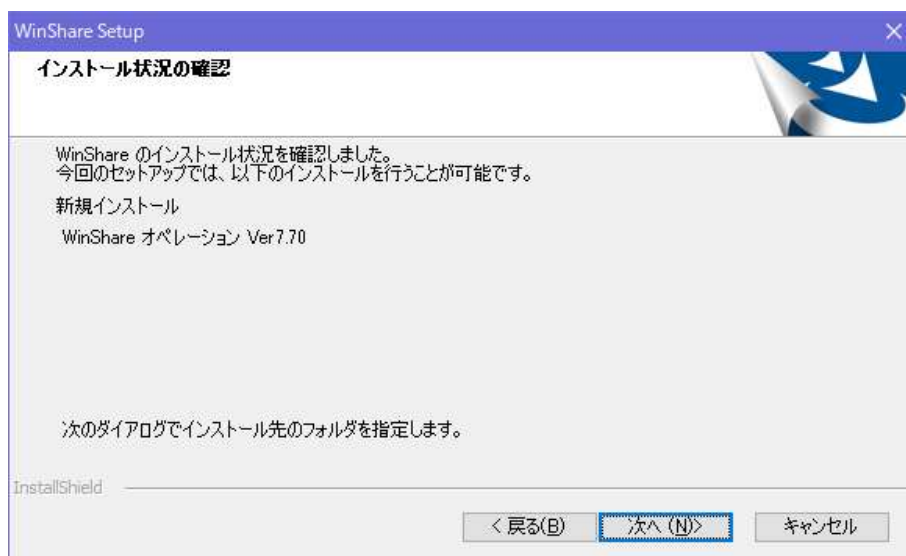 WinShare Setup
インストール状況の確認
WinShare のインストール状況を確認しました。
今回のセットアップでは、以下のインストールを行うことが可能です。
新規インストール
WinShare オペレーション Ver7.70
次のダイアログでインストール先のフォルダを指定します。
InstallShield
< 戻る(B) 次へ (N)> キャンセル